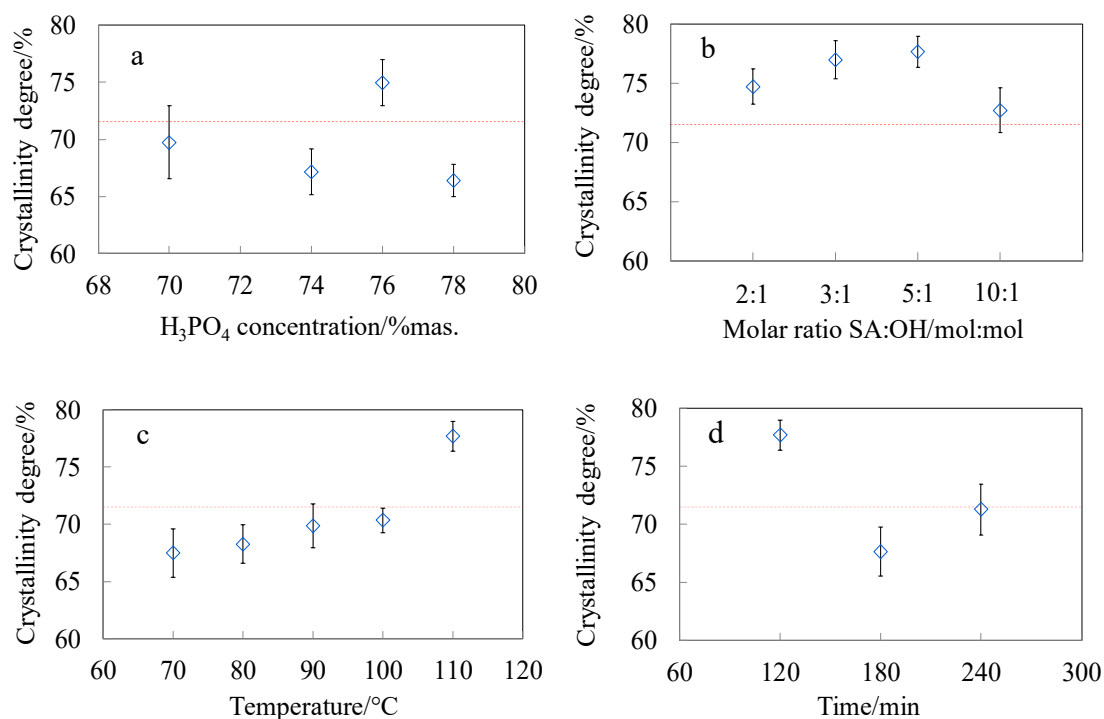 a
Crystallinity degree/%
80
75
70
65
60
68 70 72 74 76 78 80
H₃PO₄ concentration/%mas.
b
Crystallinity degree/%
80
75
70
65
60
2:1 3:1 5:1 10:1
Molar ratio SA:OH/mol:mol
c
Crystallinity degree/%
80
75
70
65
60
60 70 80 90 100 110 120
Temperature/°C
d
Crystallinity degree/%
80
75
70
65
60
60 120 180 240 300
Time/min